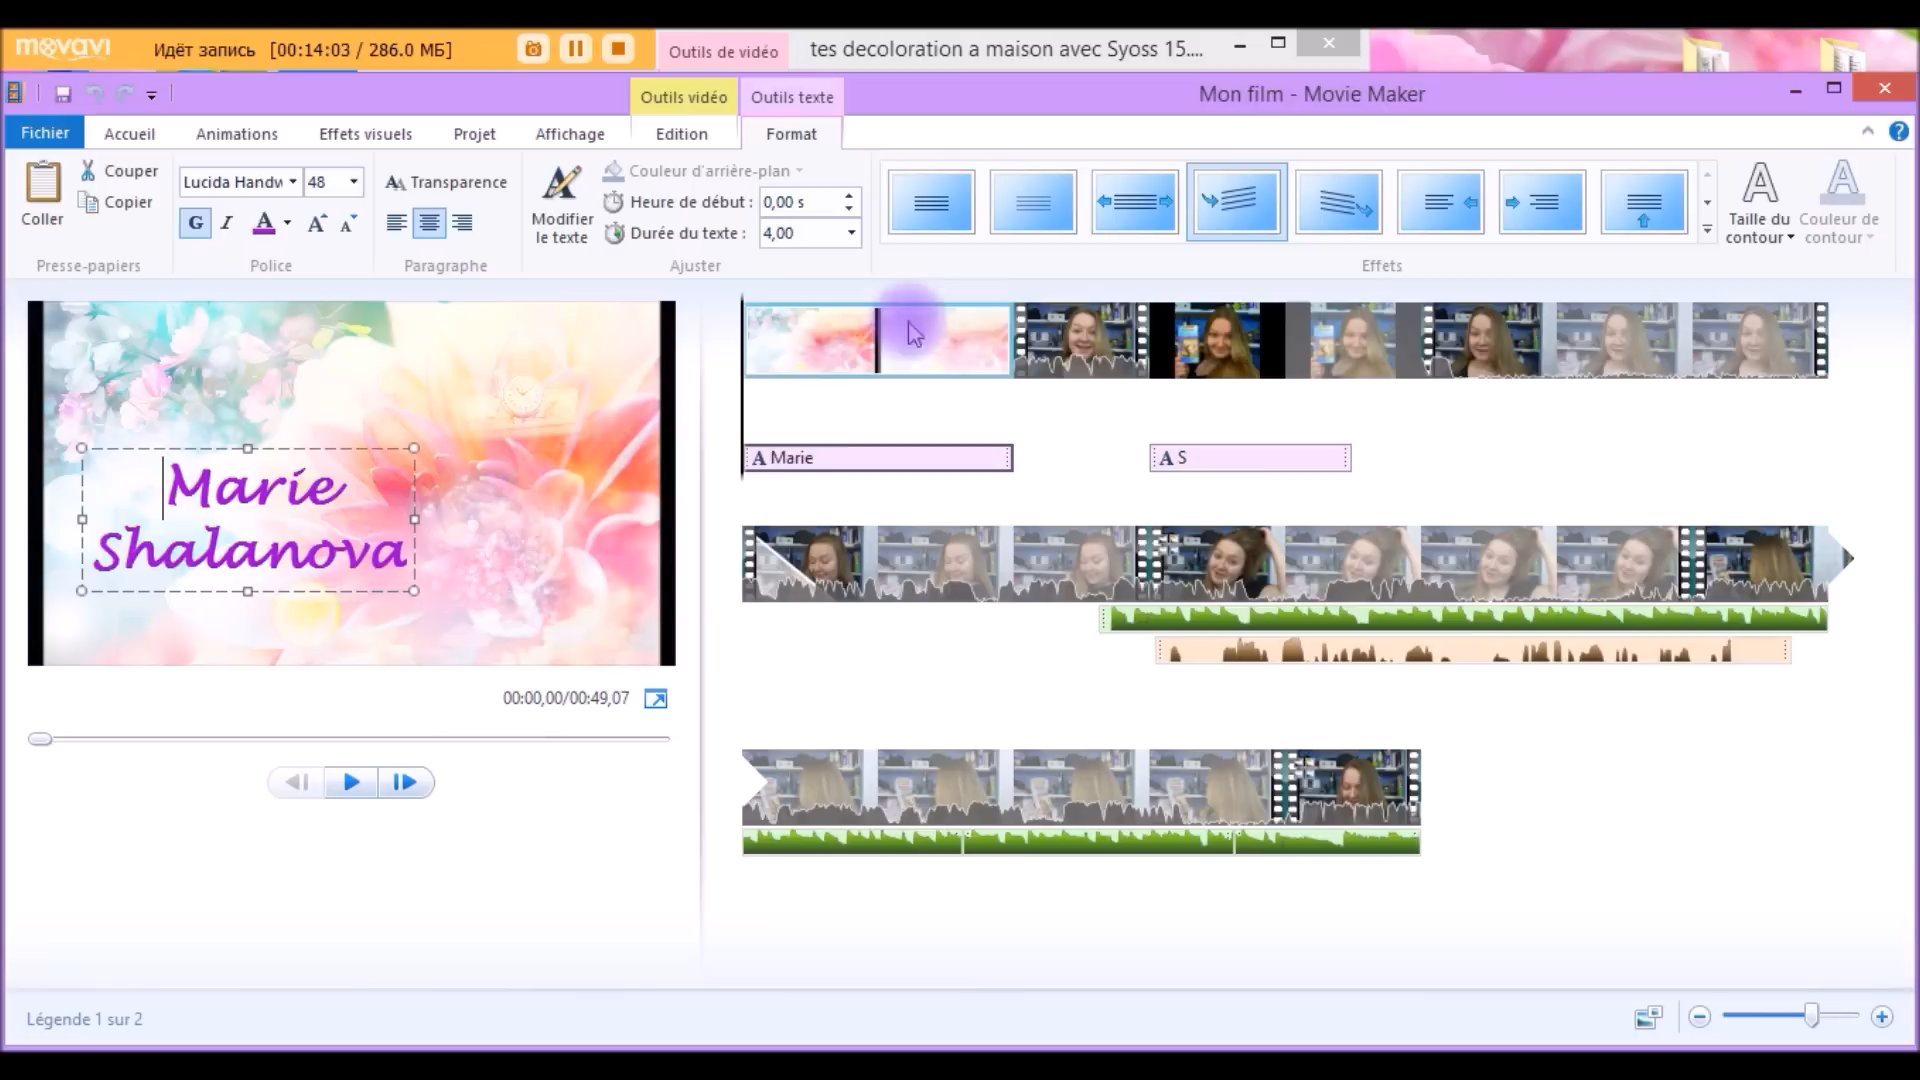 movavi
Идёт запись [00:14:03 / 286.0 МБ]
Outils de vidéo
tes decoloration a maison avec Syoss 15....
Outils vidéo
Outils texte
Mon film - Movie Maker
Fichier
Accueil
Animations
Effets visuels
Projet
Affichage
Edition
Format
Coller
Couper
Copier
Presse-papiers
Lucida Handw
48
G I A A A
Police
AA Transparence
Paragraphe
Modifier
le texte
Couleur d'arrière-plan
Heure de début : 0,00 s
Durée du texte : 4,00
Ajuster
Effets
Taille du
contour
Couleur de
contour
Marie
Shalanova
A Marie
A S
00:00,00/00:49,07
Légende 1 sur 2